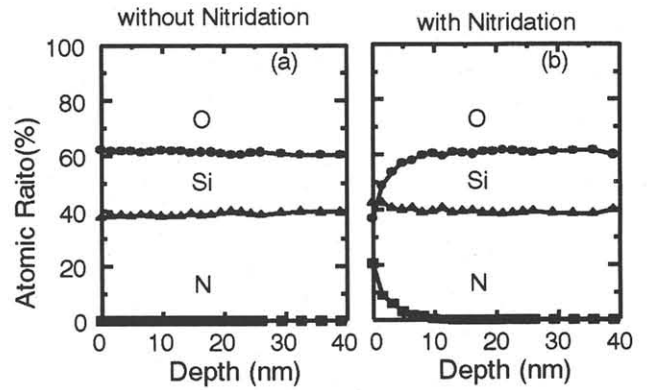 without Nitridation
with Nitridation
100
80
60
40
20
0
Atomic Raito(%)
(a)
O
Si
N
0 10 20 30 40
Depth (nm)
(b)
O
Si
N
0 10 20 30 40
Depth (nm)